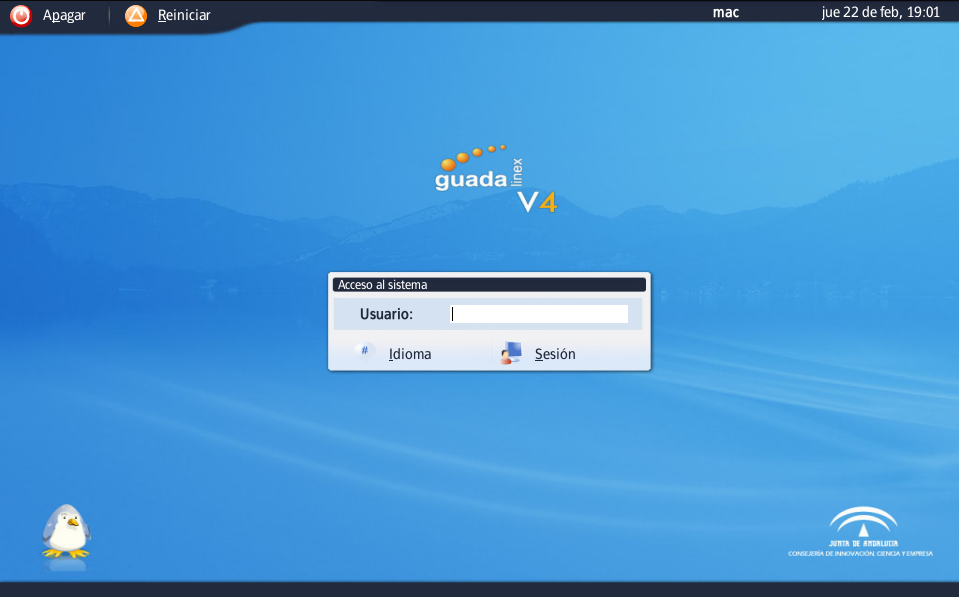 Apagar
Reiniciar
mac
jue 22 de feb, 19:01
guada
linex
V4
Acceso al sistema
Usuario:
#
Idioma
Sesión
JUNTA DE ANDALUCIA
CONSEJERÍA DE INNOVACIÓN, CIENCIA Y EMPRESA